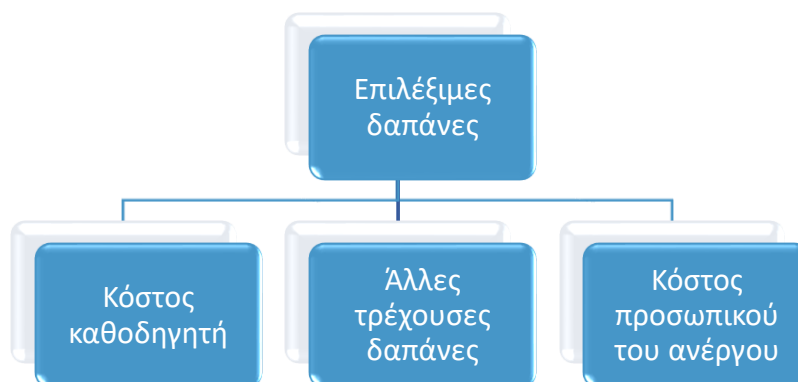 Επιλέξιμες
δαπάνες
Κόστος
καθοδηγητή
Άλλες
τρέχουσες
δαπάνες
Κόστος
προσωπικού
του ανέργου